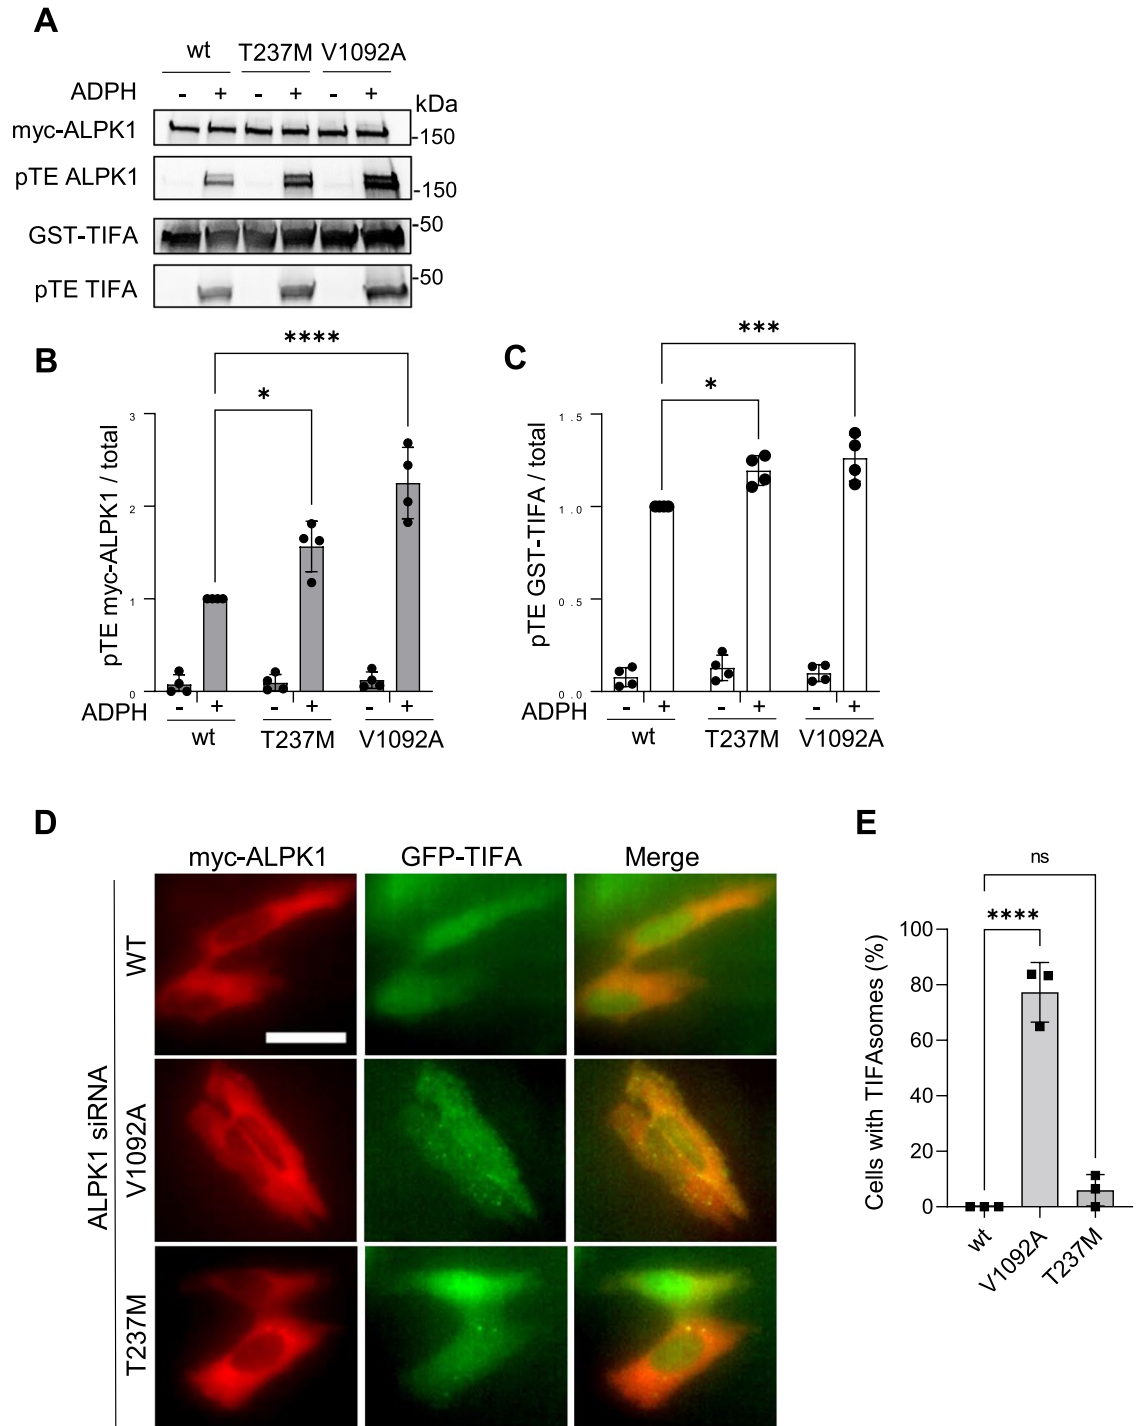 A
wt T237M V1092A
ADPH - + - + - + kDa
myc-ALPK1 -150
pTE ALPK1 -150
GST-TIFA -50
pTE TIFA -50
B
****
*
pTE myc-ALPK1 / total
3
2
1
0
ADPH - + - + - +
wt T237M V1092A
C
***
*
pTE GST-TIFA / total
1.5
1.0
0.5
0.0
ADPH - + - + - +
wt T237M V1092A
D
myc-ALPK1 GFP-TIFA Merge
ALPK1 siRNA
WT
V1092A
T237M
E
ns
****
Cells with TIFAsomes (%)
100
80
60
40
20
0
wt V1092A T237M